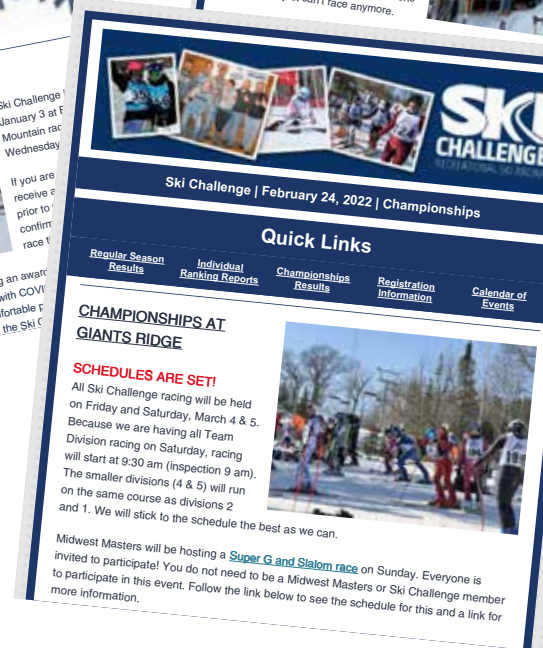 can't race anymore.
Ski Challenge
January 3 at
Mountain
Wednesday
If you are
receive
prior to
race
with
the Ski
SKI
CHALLENGE
RECREATIONAL SKI RACING
Ski Challenge | February 24, 2022 | Championships
Quick Links
Regular Season
Results
Individual
Ranking Reports
Championships
Results
Registration
Information
Calendar of
Events
CHAMPIONSHIPS AT
GIANTS RIDGE
SCHEDULES ARE SET!
All Ski Challenge racing will be held
on Friday and Saturday, March 4 & 5.
Because we are having all Team
Division racing on Saturday, racing
will start at 9:30 am (inspection 9 am).
The smaller divisions (4 & 5) will run
on the same course as divisions 2
and 1. We will stick to the schedule the best as we can.
Midwest Masters will be hosting a Super G and Slalom race on Sunday. Everyone is
invited to participate! You do not need to be a Midwest Masters or Ski Challenge member
to participate in this event. Follow the link below to see the schedule for this and a link for
more information.